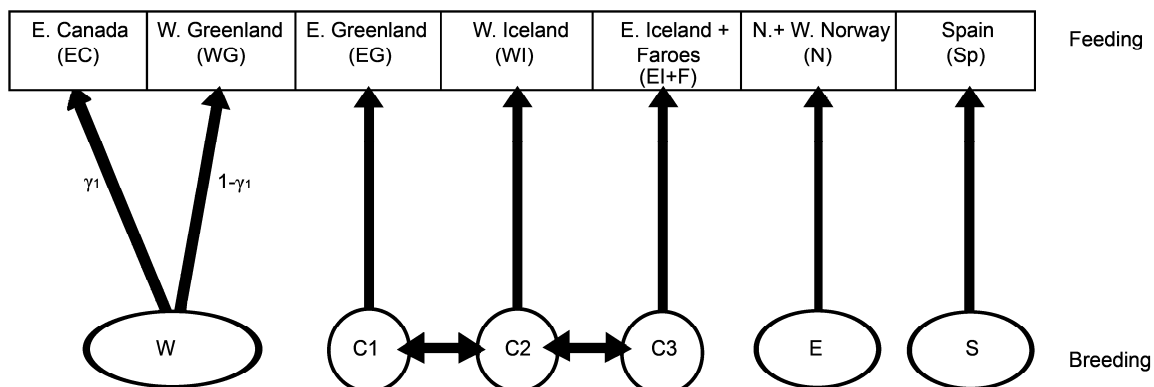 E. Canada
(EC)
W. Greenland
(WG)
E. Greenland
(EG)
W. Iceland
(WI)
E. Iceland +
Faroes
(EI+F)
N.+ W. Norway
(N)
Spain
(Sp)
Feeding
γ1
1-γ1
W
C1
C2
C3
E
S
Breeding